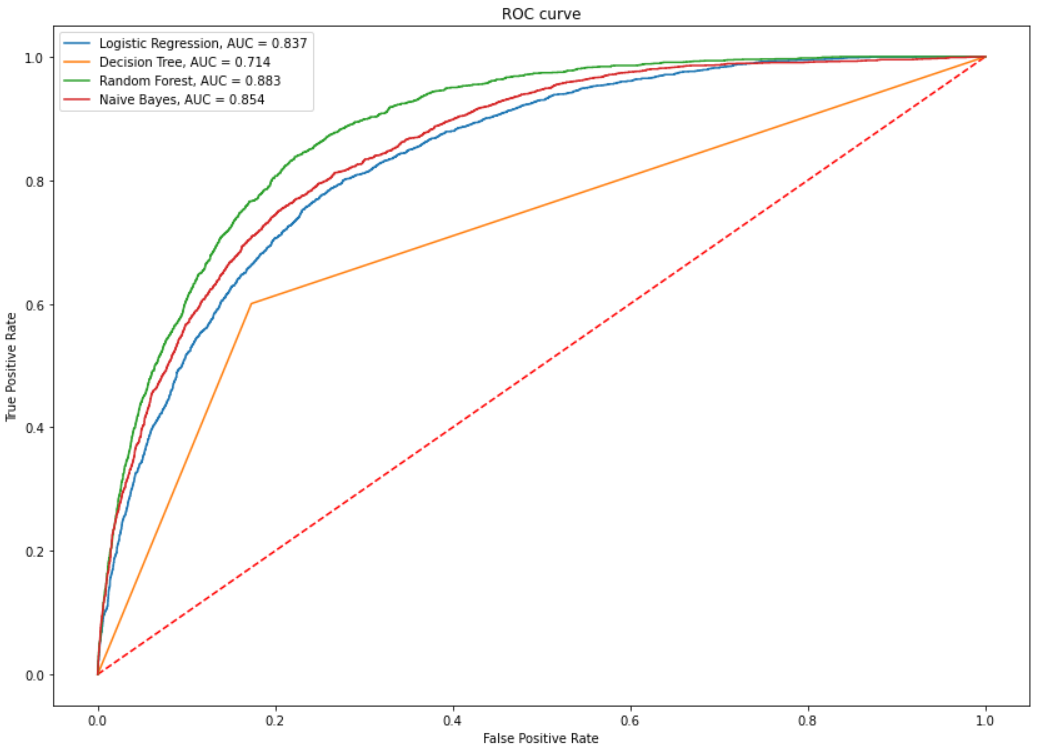 ROC curve
Logistic Regression, AUC = 0.837
Decision Tree, AUC = 0.714
Random Forest, AUC = 0.883
Naive Bayes, AUC = 0.854
1.0
0.8
0.6
0.4
0.2
0.0
True Positive Rate
0.0 0.2 0.4 0.6 0.8 1.0
False Positive Rate